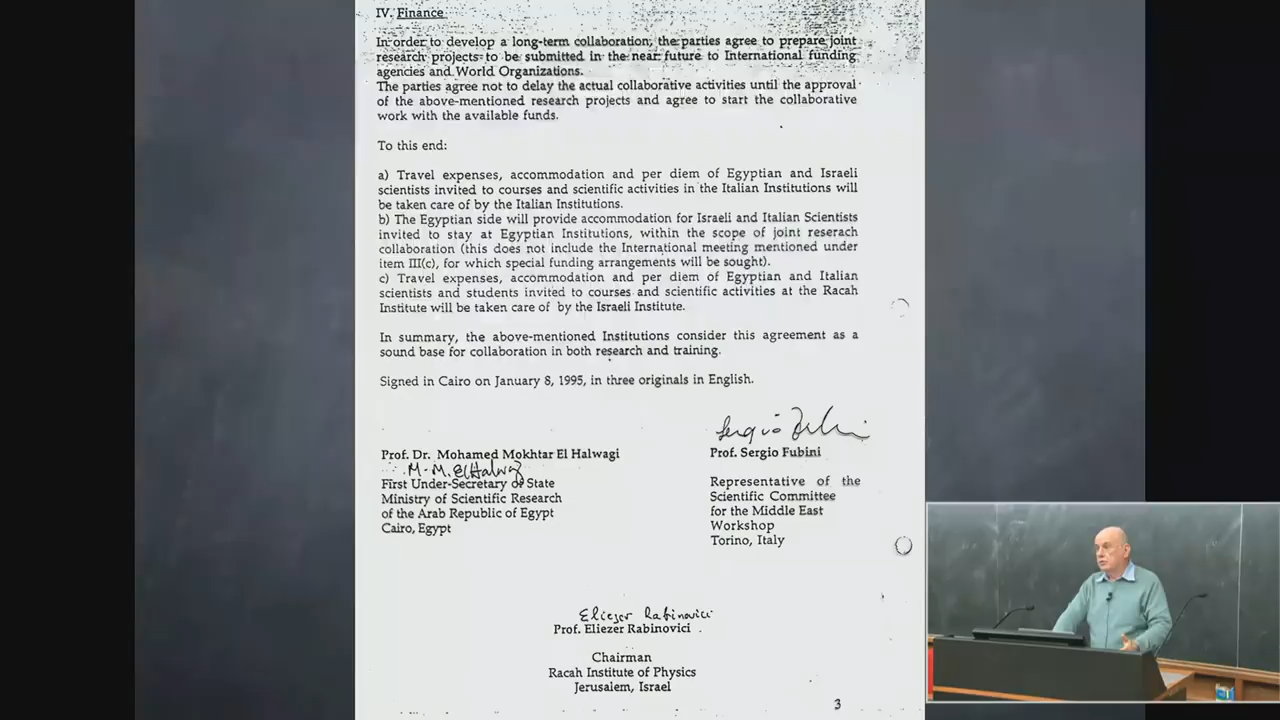 IV. Finance
In order to develop a long-term collaboration, the parties agree to prepare joint
research projects to be submitted in the near future to International funding
agencies and World Organizations.
The parties agree not to delay the actual collaborative activities until the approval
of the above-mentioned research projects and agree to start the collaborative
work with the available funds.
To this end:
a) Travel expenses, accommodation and per diem of Egyptian and Israeli
scientists invited to courses and scientific activities in the Italian Institutions will
be taken care of by the Italian Institutions.
b) The Egyptian side will provide accommodation for Israeli and Italian Scientists
invited to stay at Egyptian Institutions, within the scope of joint reserach
collaboration (this does not include the International meeting mentioned under
item III(c), for which special funding arrangements will be sought).
c) Travel expenses, accommodation and per diem of Egyptian and Italian
scientists and students invited to courses and scientific activities at the Racah
Institute will be taken care of by the Israeli Institute.
In summary, the above-mentioned Institutions consider this agreement as a
sound base for collaboration in both research and training.
Signed in Cairo on January 8, 1995, in three originals in English.
Prof. Dr. Mohamed Mokhtar El Halwagi
M. M. El Halwagi
First Under-Secretary of State
Ministry of Scientific Research
of the Arab Republic of Egypt
Cairo, Egypt
Sergio Fubini
Prof. Sergio Fubini
Representative of the
Scientific Committee
for the Middle East
Workshop
Torino, Italy
Eliezer Rabinovici
Prof. Eliezer Rabinovici
Chairman
Racah Institute of Physics
Jerusalem, Israel
3